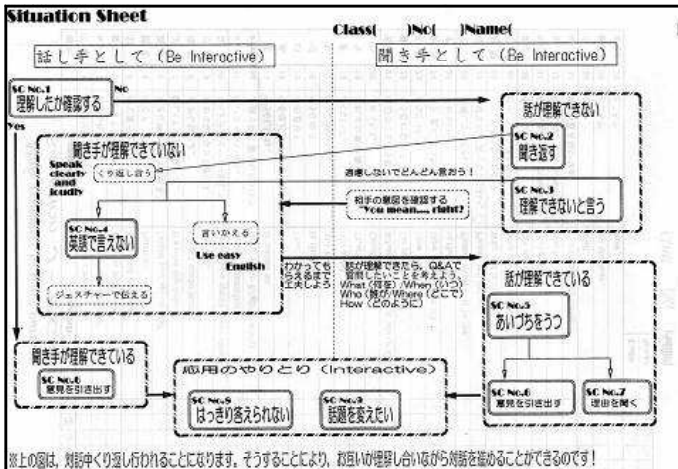 Situation Sheet
Class( )No( )Name(
話し手として (Be Interactive)
聞き手として (Be Interactive)
SC No.1
理解したか確認する
No
Yes
話が理解できない
SC No.2
聞き返す
SC No.3
理解できないと言う
聞き手が理解できていない
Speak
clearly
and
loudly
くり返し言う
遠慮しないでどんどん言おう！
相手の意図を確認する
"You mean...., right?
SC No.4
英語で言えない
言いかえる
Use easy
English
ジェスチャーで伝える
わかっても
らえるまで
工夫しよう
話が理解できたら、Q&Aで
質問したいことを考えよう。
What（何を）/When（いつ）
Who（誰が/Where（どこで）
How（どのように）
話が理解できている
SC No.5
あいづちをうつ
SC No.6
意見を引き出す
SC No.7
理由を聞く
聞き手が理解できている
SC No.6
意見を引き出す
応用のやりとり (Interactive)
SC No.8
はっきり答えられない
SC No.9
話題を変えたい
※上の図は、対話中くり返し行われることになります。そうすることにより、お互いが理解し合いながら対話を進めることができるのです！